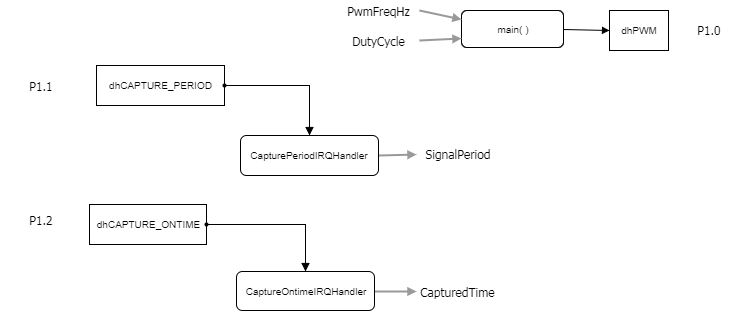 PwmFreqHz
main( )
dhPWM
P1.0
DutyCycle
P1.1
dhCAPTURE_PERIOD
CapturePeriodIRQHandler
SignalPeriod
P1.2
dhCAPTURE_ONTIME
CaptureOntimeIRQHandler
CapturedTime